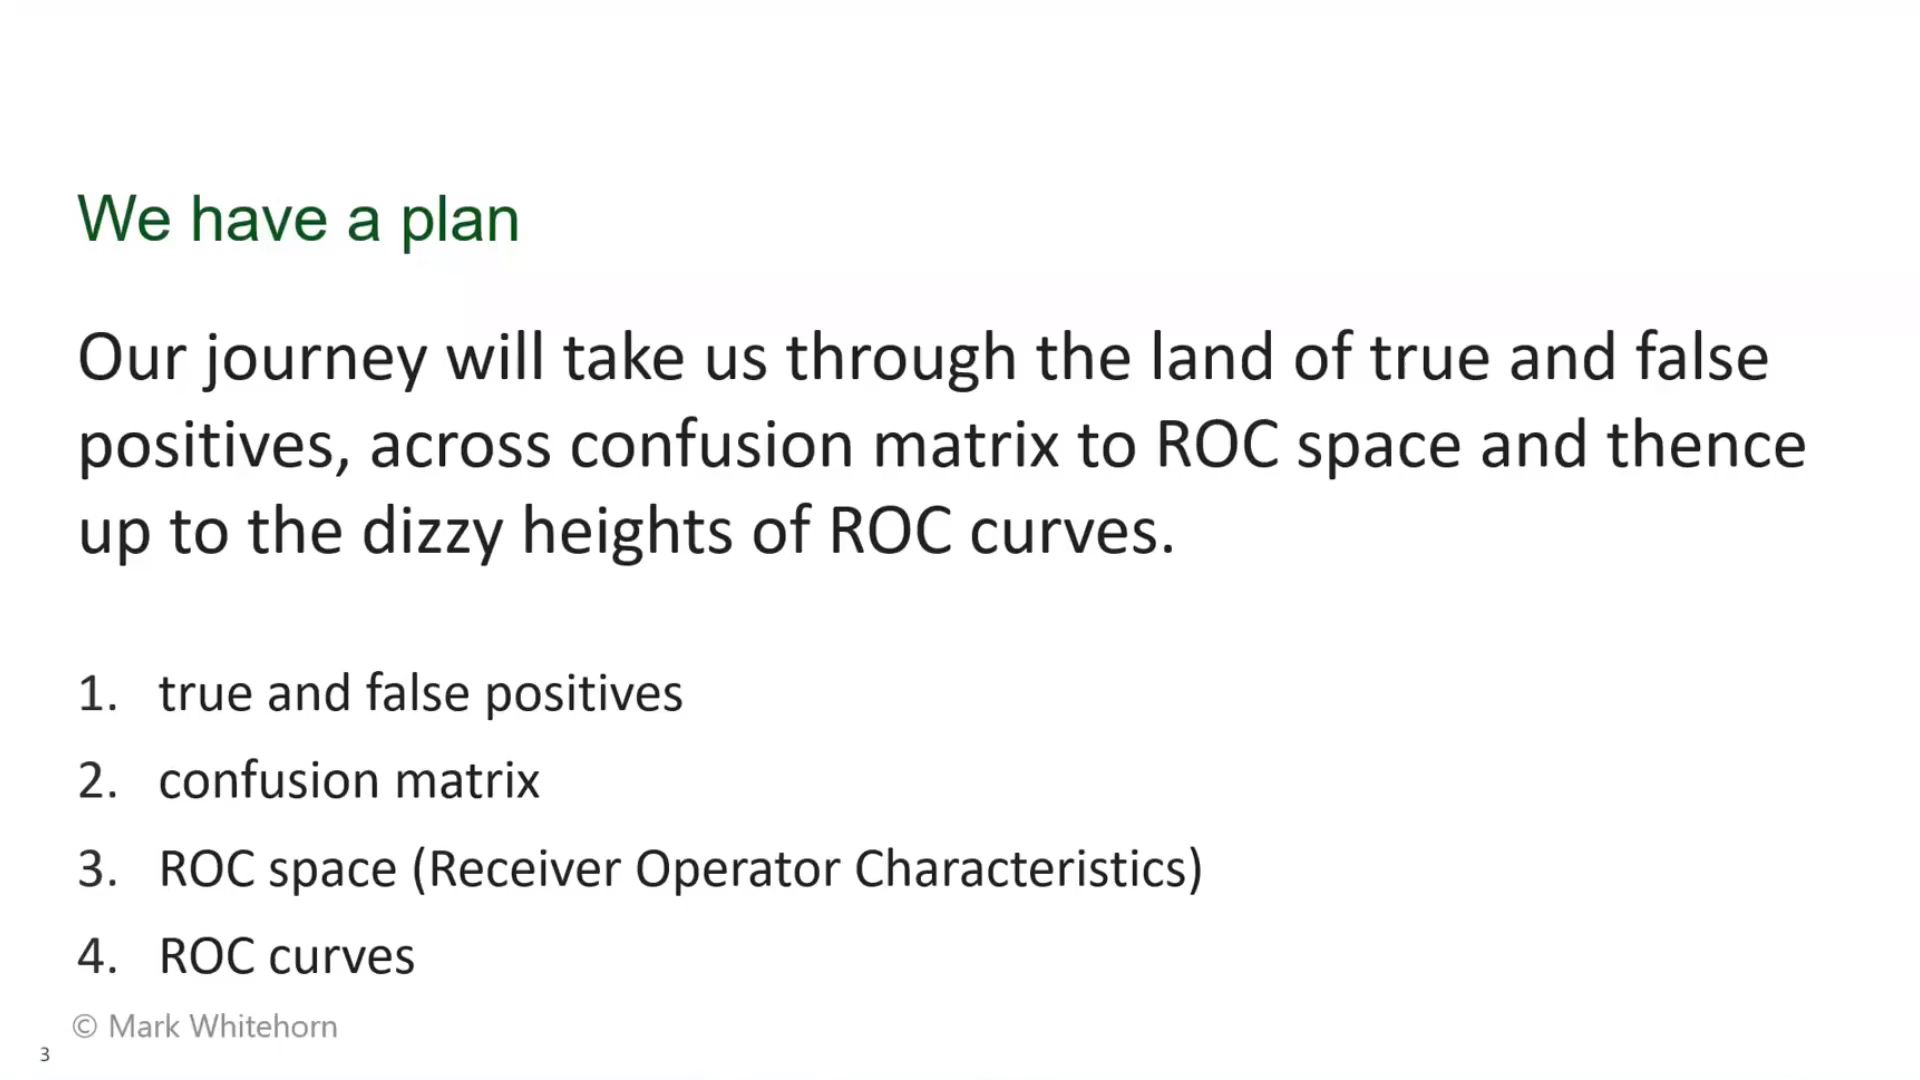 We have a plan
Our journey will take us through the land of true and false
positives, across confusion matrix to ROC space and thence
up to the dizzy heights of ROC curves.
1. true and false positives
2. confusion matrix
3. ROC space (Receiver Operator Characteristics)
4. ROC curves
© Mark Whitehorn
3